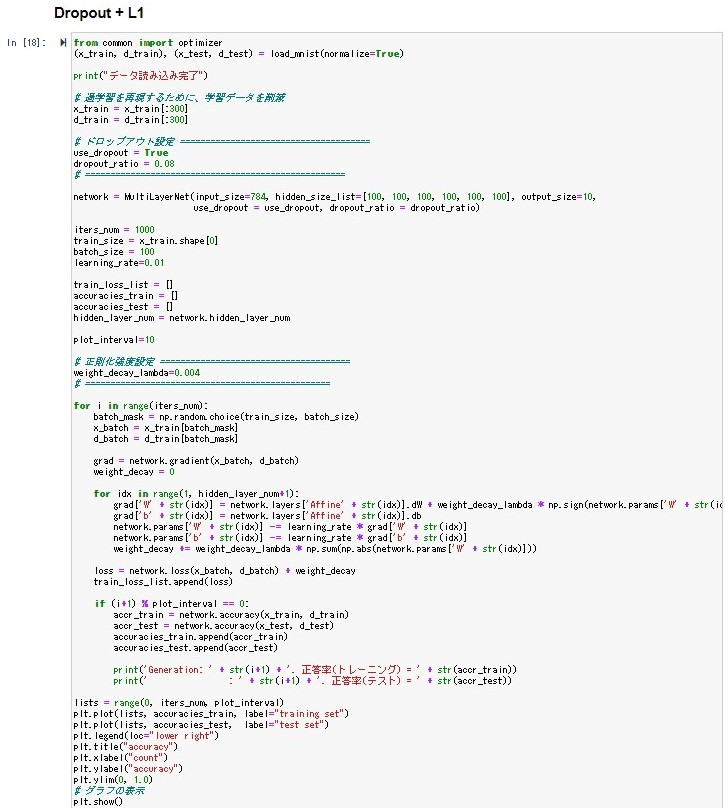 Dropout + L1
In [18]:
from common import optimizer
(x_train, d_train), (x_test, d_test) = load_mnist(normalize=True)
print("データ読み込み完了")
# 過学習を再現するために、学習データを削減
x_train = x_train[:300]
d_train = d_train[:300]
# ドロップアウト設定 ======================================
use_dropout = True
dropout_ratio = 0.08
# ====================================================
network = MultiLayerNet(input_size=784, hidden_size_list=[100, 100, 100, 100, 100, 100], output_size=10,
use_dropout = use_dropout, dropout_ratio = dropout_ratio)
iters_num = 1000
train_size = x_train.shape[0]
batch_size = 100
learning_rate=0.01
train_loss_list = []
accuracies_train = []
accuracies_test = []
hidden_layer_num = network.hidden_layer_num
plot_interval=10
# 正則化強度設定 ======================================
weight_decay_lambda=0.004
# =================================================
for i in range(iters_num):
batch_mask = np.random.choice(train_size, batch_size)
x_batch = x_train[batch_mask]
d_batch = d_train[batch_mask]
grad = network.gradient(x_batch, d_batch)
weight_decay = 0
for idx in range(1, hidden_layer_num+1):
grad['W' + str(idx)] = network.layers['Affine' + str(idx)].dW + weight_decay_lambda * np.sign(network.params['W' + str(id
grad['b' + str(idx)] = network.layers['Affine' + str(idx)].db
network.params['W' + str(idx)] -= learning_rate * grad['W' + str(idx)]
network.params['b' + str(idx)] -= learning_rate * grad['b' + str(idx)]
weight_decay += weight_decay_lambda * np.sum(np.abs(network.params['W' + str(idx)]))
loss = network.loss(x_batch, d_batch) + weight_decay
train_loss_list.append(loss)
if (i+1) % plot_interval == 0:
accr_train = network.accuracy(x_train, d_train)
accr_test = network.accuracy(x_test, d_test)
accuracies_train.append(accr_train)
accuracies_test.append(accr_test)
print('Generation: ' + str(i+1) + '. 正答率(トレーニング) = ' + str(accr_train))
print('                : ' + str(i+1) + '. 正答率(テスト) = ' + str(accr_test))
lists = range(0, iters_num, plot_interval)
plt.plot(lists, accuracies_train, label="training set")
plt.plot(lists, accuracies_test,  label="test set")
plt.legend(loc="lower right")
plt.title("accuracy")
plt.xlabel("count")
plt.ylabel("accuracy")
plt.ylim(0, 1.0)
# グラフの表示
plt.show()